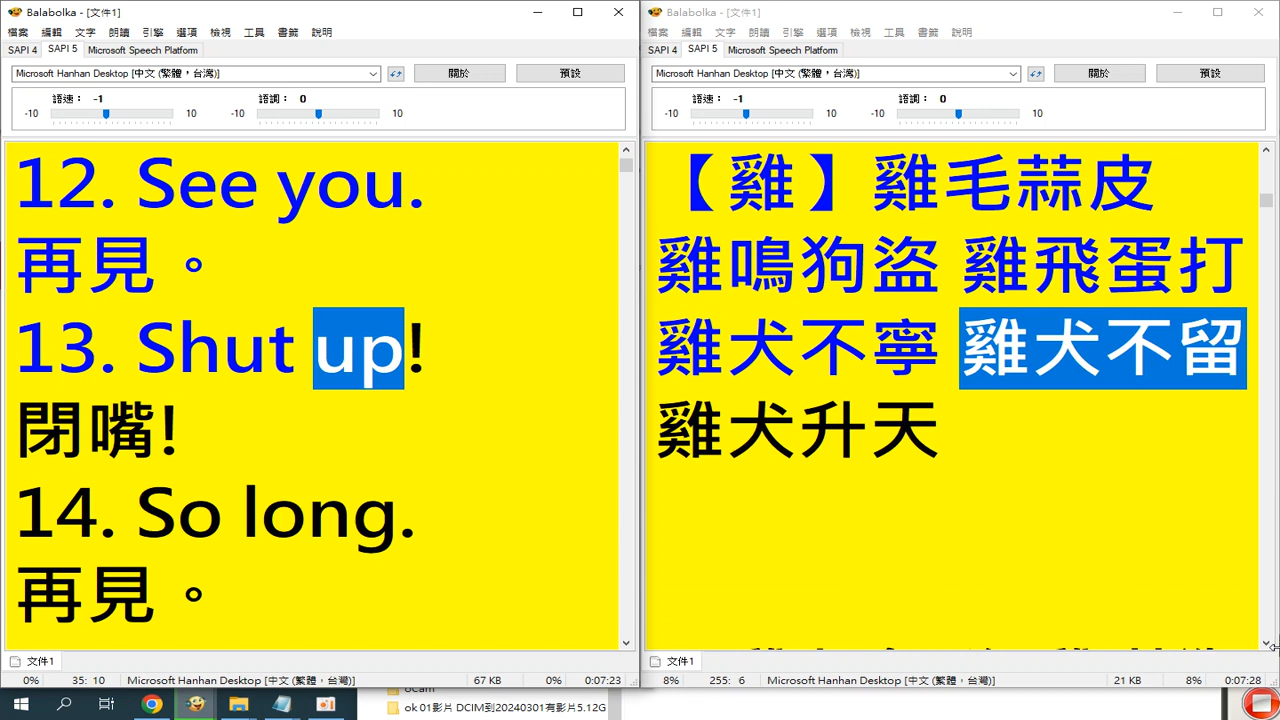 Balabolka - [文件1]
檔案 編輯 文字 朗讀 引擎 選項 檢視 工具 書籤 說明
SAPI 4 SAPI 5 Microsoft Speech Platform
Microsoft Hanhan Desktop [中文 (繁體，台灣)] 關於 預設
語速： -1 語調： 0
-10 10 -10 10
12. See you.
再見。
13. Shut up!
閉嘴!
14. So long.
再見。
文件1
0% 35: 10 Microsoft Hanhan Desktop [中文 (繁體，台灣)] 67 KB 0% 0:07:23
Balabolka - [文件1]
檔案 編輯 文字 朗讀 引擎 選項 檢視 工具 書籤 說明
SAPI 4 SAPI 5 Microsoft Speech Platform
Microsoft Hanhan Desktop [中文 (繁體，台灣)] 關於 預設
語速： -1 語調： 0
-10 10 -10 10
【雞】雞毛蒜皮
雞鳴狗盜 雞飛蛋打
雞犬不寧 雞犬不留
雞犬升天
文件1
8% 255: 6 Microsoft Hanhan Desktop [中文 (繁體，台灣)] 21 KB 8% 0:07:28
ocam
ok 01影片 DCIM到20240301有影片5.12G